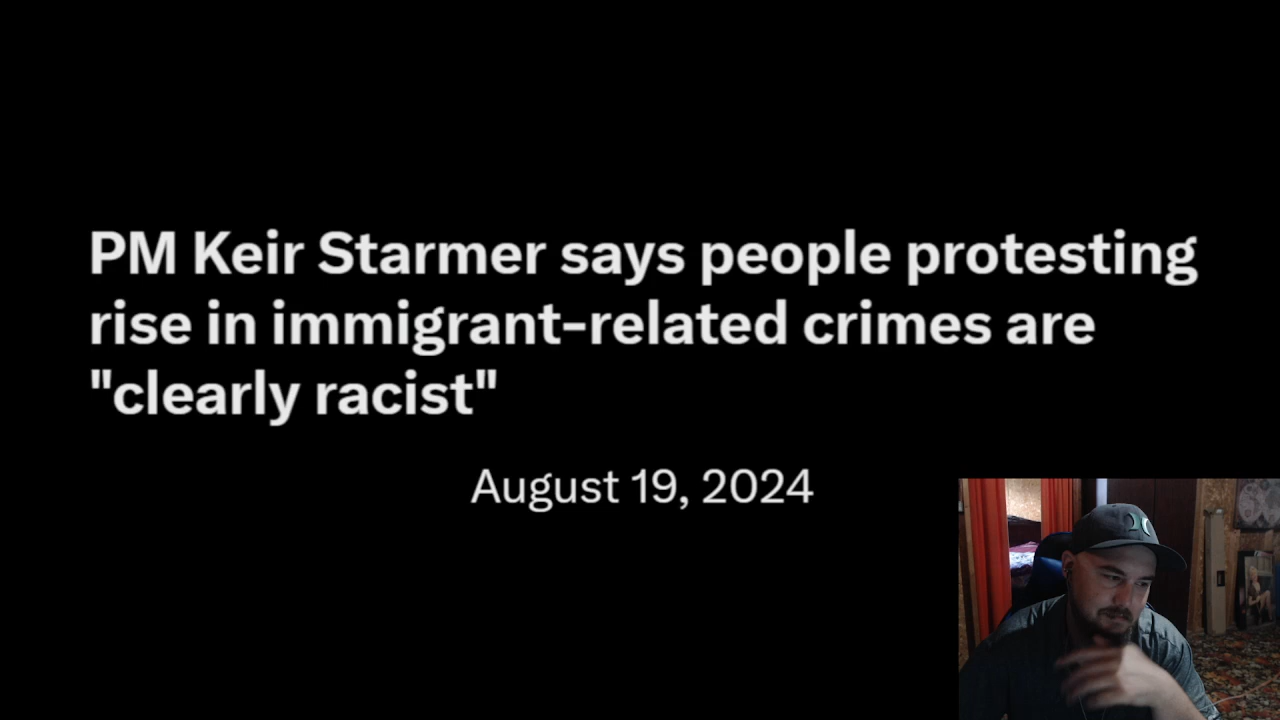 PM Keir Starmer says people protesting
rise in immigrant-related crimes are
"clearly racist"
August 19, 2024